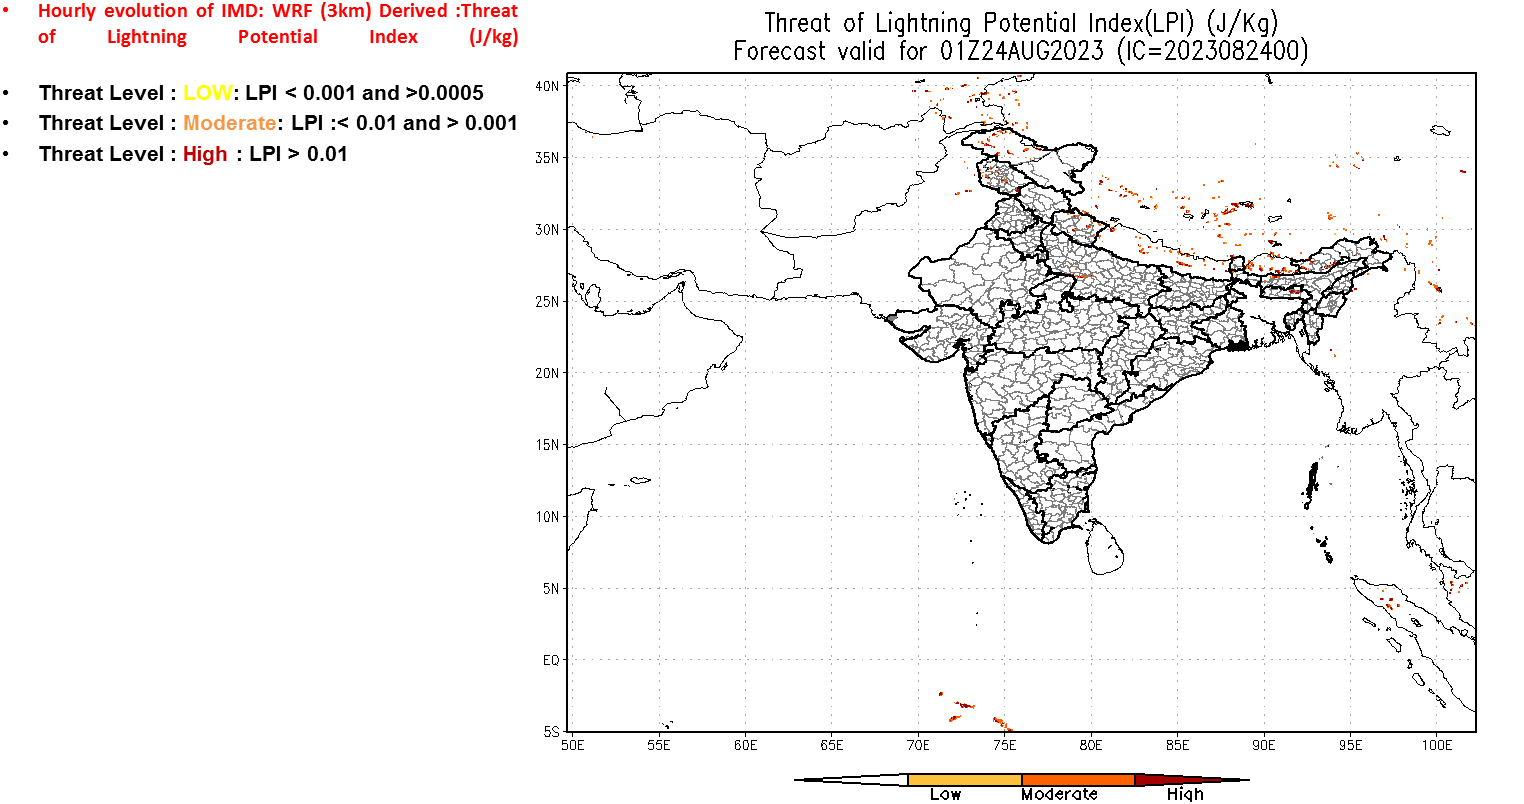 • Hourly evolution of IMD: WRF (3km) Derived :Threat
of Lightning Potential Index (J/kg)
• Threat Level : LOW: LPI < 0.001 and >0.0005
• Threat Level : Moderate: LPI :< 0.01 and > 0.001
• Threat Level : High : LPI > 0.01
Threat of Lightning Potential Index(LPI) (J/Kg)
Forecast valid for 01Z24AUG2023 (IC=2023082400)
40N
35N
30N
25N
20N
15N
10N
5N
EQ
5S
50E 55E 60E 65E 70E 75E 80E 85E 90E 95E 100E
Low Moderate High